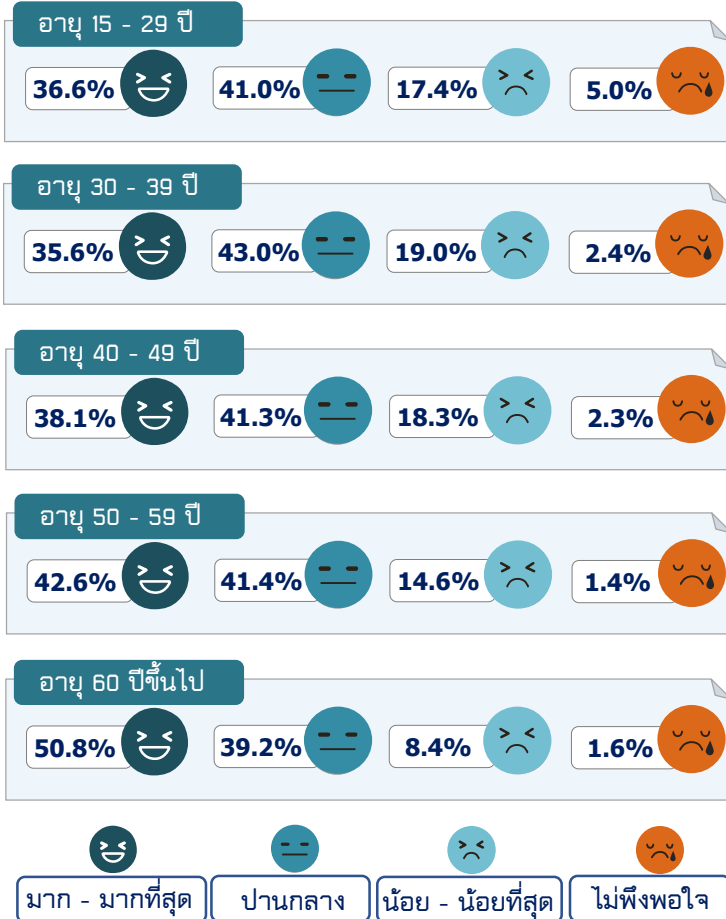 อายุ 15 - 29 ปี
36.6% 41.0% 17.4% 5.0%
อายุ 30 - 39 ปี
35.6% 43.0% 19.0% 2.4%
อายุ 40 - 49 ปี
38.1% 41.3% 18.3% 2.3%
อายุ 50 - 59 ปี
42.6% 41.4% 14.6% 1.4%
อายุ 60 ปีขึ้นไป
50.8% 39.2% 8.4% 1.6%
มาก - มากที่สุด ปานกลาง น้อย - น้อยที่สุด ไม่พึงพอใจ